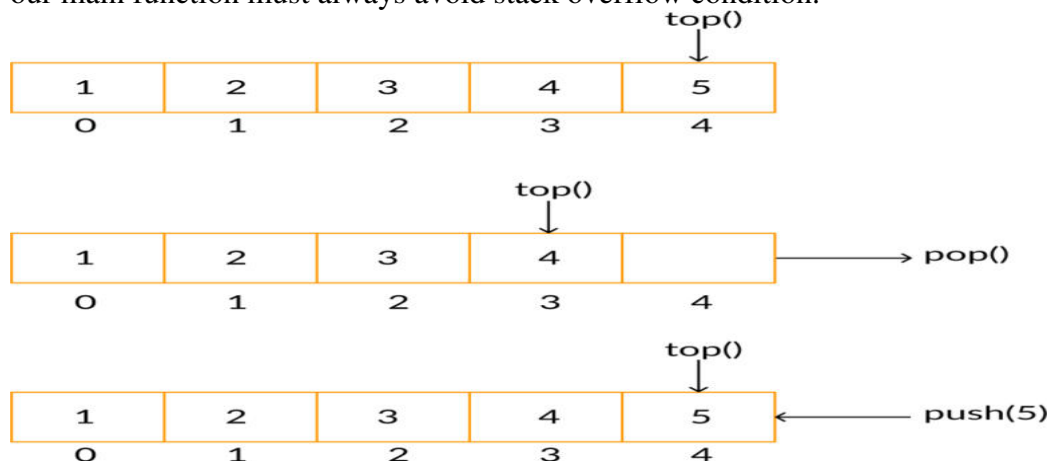 our main function must always avoid stack overflow condition.
top()
1 2 3 4 5
0 1 2 3 4
top()
1 2 3 4 pop()
0 1 2 3 4
top()
1 2 3 4 5 push(5)
0 1 2 3 4